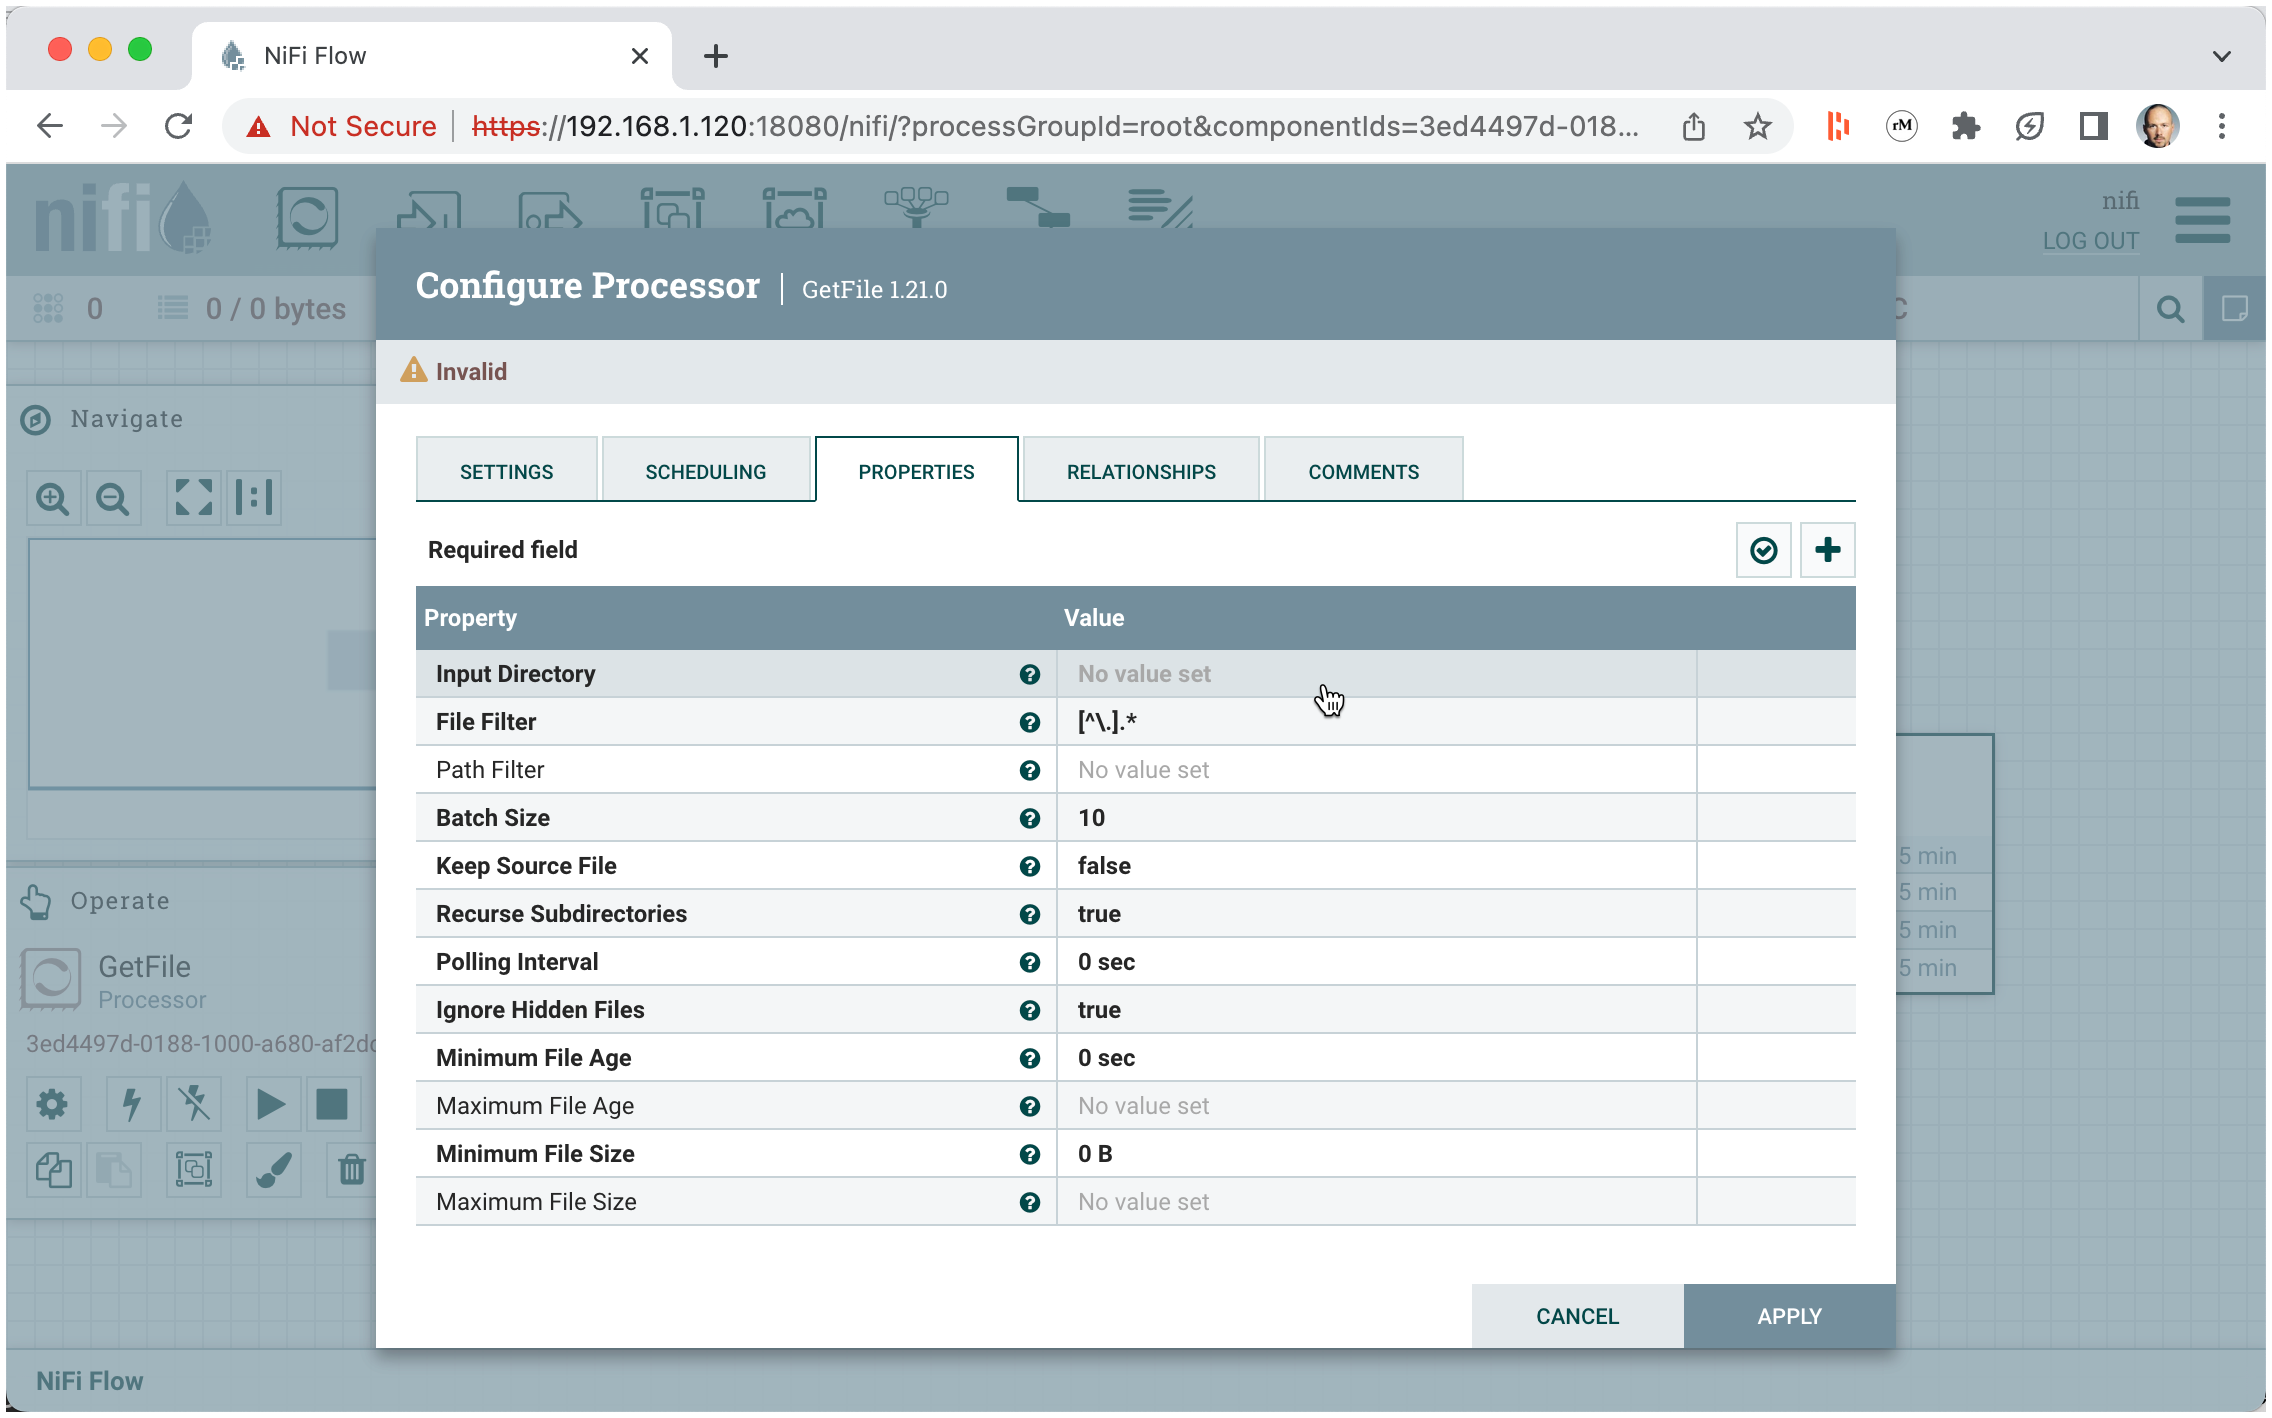 NiFi Flow
Not Secure
https://192.168.1.120:18080/nifi/?processGroupId=root&componentIds=3ed4497d-018...
rM
nifi
nifi
LOG OUT
Configure Processor
GetFile 1.21.0
0
0 / 0 bytes
C
Invalid
Navigate
SETTINGS
SCHEDULING
PROPERTIES
RELATIONSHIPS
COMMENTS
Required field
Property
Value
Input Directory
No value set
File Filter
[^\.].*
Path Filter
No value set
Batch Size
10
Keep Source File
false
Recurse Subdirectories
true
Polling Interval
0 sec
Ignore Hidden Files
true
Minimum File Age
0 sec
Maximum File Age
No value set
Minimum File Size
0 B
Maximum File Size
No value set
5 min
5 min
5 min
5 min
Operate
GetFile
Processor
3ed4497d-0188-1000-a680-af2dc
CANCEL
APPLY
NiFi Flow